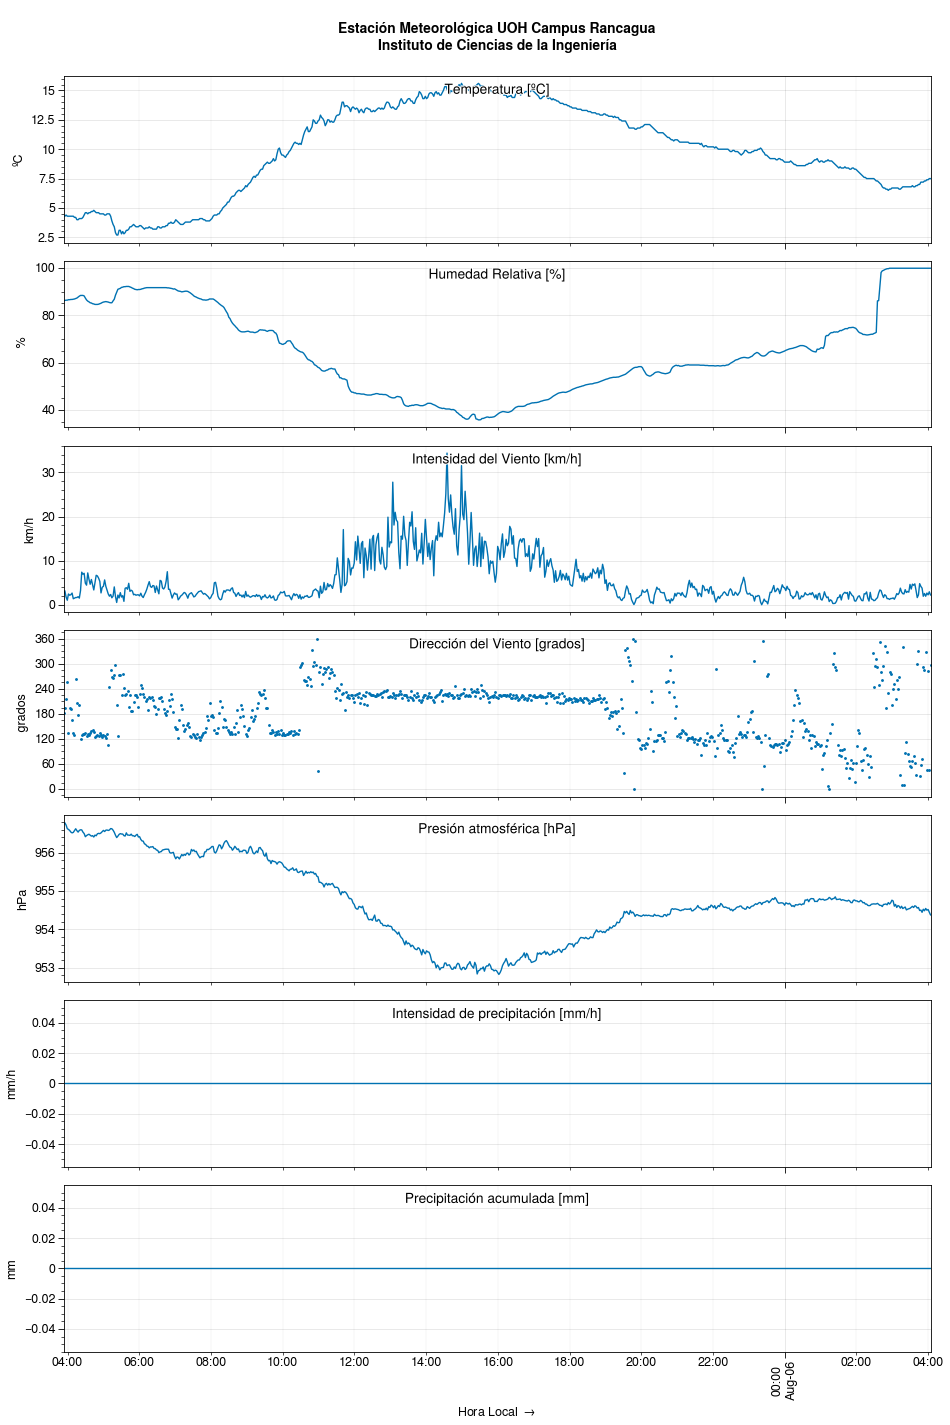 Estación Meteorológica UOH Campus Rancagua
Instituto de Ciencias de la Ingeniería
Temperatura [ºC]
15
12.5
10
7.5
5
2.5
ºC
Humedad Relativa [%]
100
80
60
40
%
Intensidad del Viento [km/h]
30
20
10
0
km/h
Dirección del Viento [grados]
360
300
240
180
120
60
0
grados
Presión atmosférica [hPa]
956
955
954
953
hPa
Intensidad de precipitación [mm/h]
0.04
0.02
0
−0.02
−0.04
mm/h
Precipitación acumulada [mm]
0.04
0.02
0
−0.02
−0.04
mm
04:00 06:00 08:00 10:00 12:00 14:00 16:00 18:00 20:00 22:00 00:00 02:00 04:00
Aug-06
Hora Local →